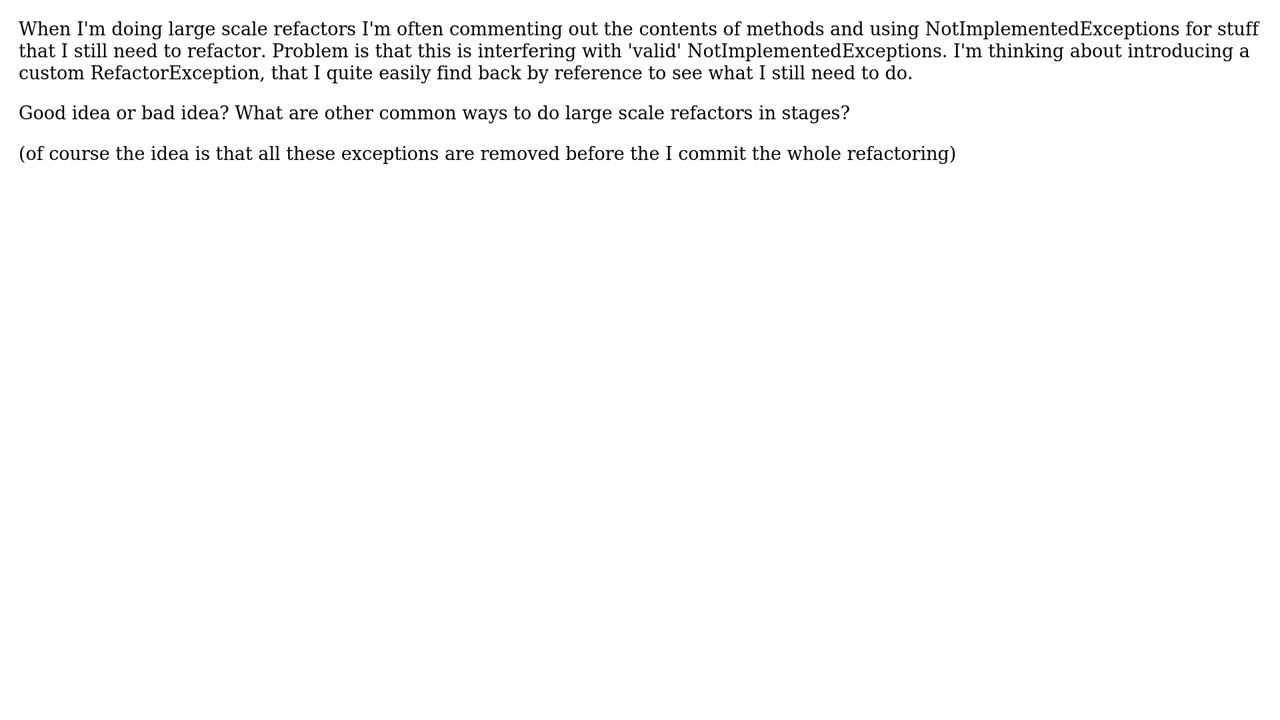 When I'm doing large scale refactors I'm often commenting out the contents of methods and using NotImplementedExceptions for stuff
that I still need to refactor. Problem is that this is interfering with 'valid' NotImplementedExceptions. I'm thinking about introducing a
custom RefactorException, that I quite easily find back by reference to see what I still need to do.
Good idea or bad idea? What are other common ways to do large scale refactors in stages?
(of course the idea is that all these exceptions are removed before the I commit the whole refactoring)